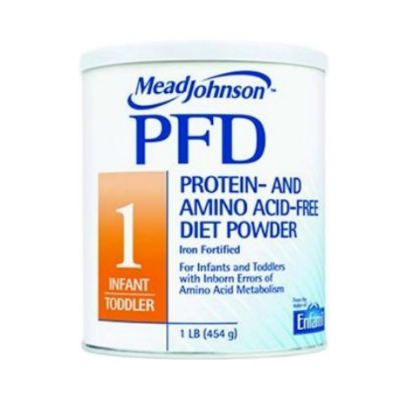 MeadJohnson™
PFD
PROTEIN- AND
AMINO ACID-FREE
DIET POWDER
Iron Fortified
For Infants and Toddlers
with Inborn Errors of
Amino Acid Metabolism
1
INFANT
TODDLER
1 LB (454 g)
Enfamil